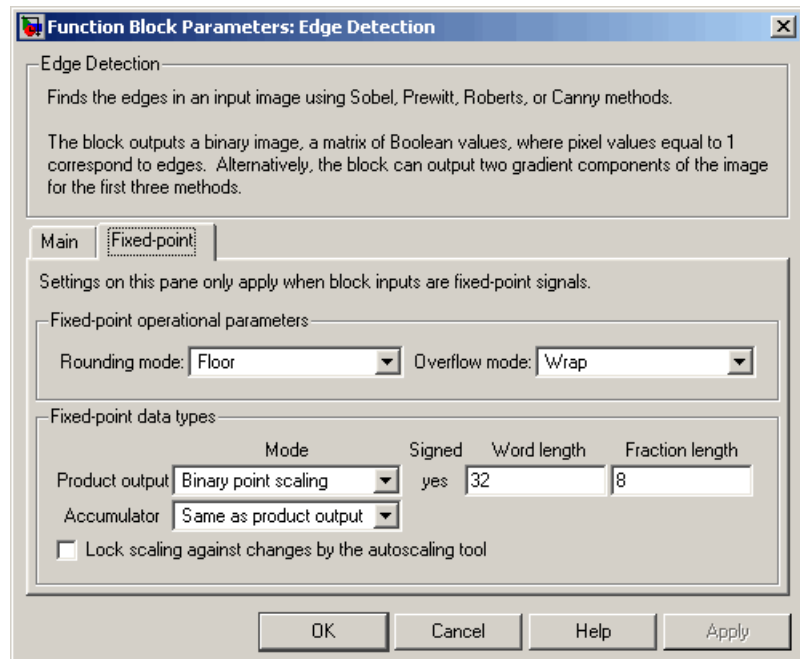 Function Block Parameters: Edge Detection
Edge Detection
Finds the edges in an input image using Sobel, Prewitt, Roberts, or Canny methods.
The block outputs a binary image, a matrix of Boolean values, where pixel values equal to 1
correspond to edges.  Alternatively, the block can output two gradient components of the image
for the first three methods.
Main Fixed-point
Settings on this pane only apply when block inputs are fixed-point signals.
Fixed-point operational parameters
Rounding mode: Floor Overflow mode: Wrap
Fixed-point data types
Mode Signed Word length Fraction length
Product output Binary point scaling yes 32 8
Accumulator Same as product output
Lock scaling against changes by the autoscaling tool
OK Cancel Help Apply